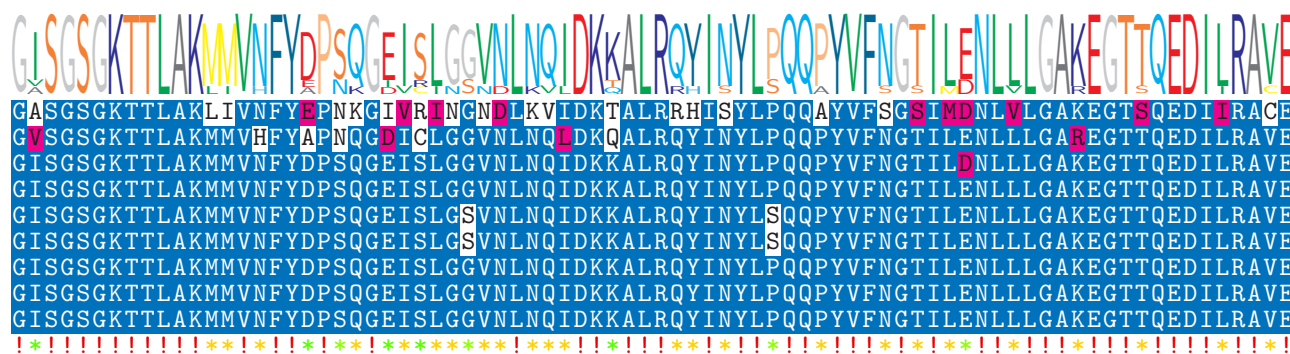 GISGSGKTTLAKMMVNFYDPSQGEISLGGVNLNQIDKKALRQYINYLPQQPYVFNGTILENLLLGAKEGTTQEDILRAVE
GASGSGKTTLAKLIVNFYEPNKGIVRINGNDLKVIDKTALRRHISYLPQQAYVFSGSIMDNLVLGAKEGTSQEDIIRACE
GVSGSGKTTLAKMMVHFYAPNQGDICLGGVNLNQLDKQALRQYINYLPQQPYVFNGTILENLLLGAREGTTQEDILRAVE
GISGSGKTTLAKMMVNFYDPSQGEISLGGVNLNQIDKKALRQYINYLPQQPYVFNGTILDNLLLGAKEGTTQEDILRAVE
GISGSGKTTLAKMMVNFYDPSQGEISLGGVNLNQIDKKALRQYINYLPQQPYVFNGTILENLLLGAKEGTTQEDILRAVE
GISGSGKTTLAKMMVNFYDPSQGEISLGSVNLNQIDKKALRQYINYLSQQPYVFNGTILENLLLGAKEGTTQEDILRAVE
GISGSGKTTLAKMMVNFYDPSQGEISLGSVNLNQIDKKALRQYINYLSQQPYVFNGTILENLLLGAKEGTTQEDILRAVE
GISGSGKTTLAKMMVNFYDPSQGEISLGGVNLNQIDKKALRQYINYLPQQPYVFNGTILENLLLGAKEGTTQEDILRAVE
GISGSGKTTLAKMMVNFYDPSQGEISLGGVNLNQIDKKALRQYINYLPQQPYVFNGTILENLLLGAKEGTTQEDILRAVE
GISGSGKTTLAKMMVNFYDPSQGEISLGGVNLNQIDKKALRQYINYLPQQPYVFNGTILENLLLGAKEGTTQEDILRAVE
!*!!!!!!!!!!**!*!!*!**!********!***!!*!!!**!*!!*!!*!!!*!*!**!!*!!!*!!!*!!!!*!!*!